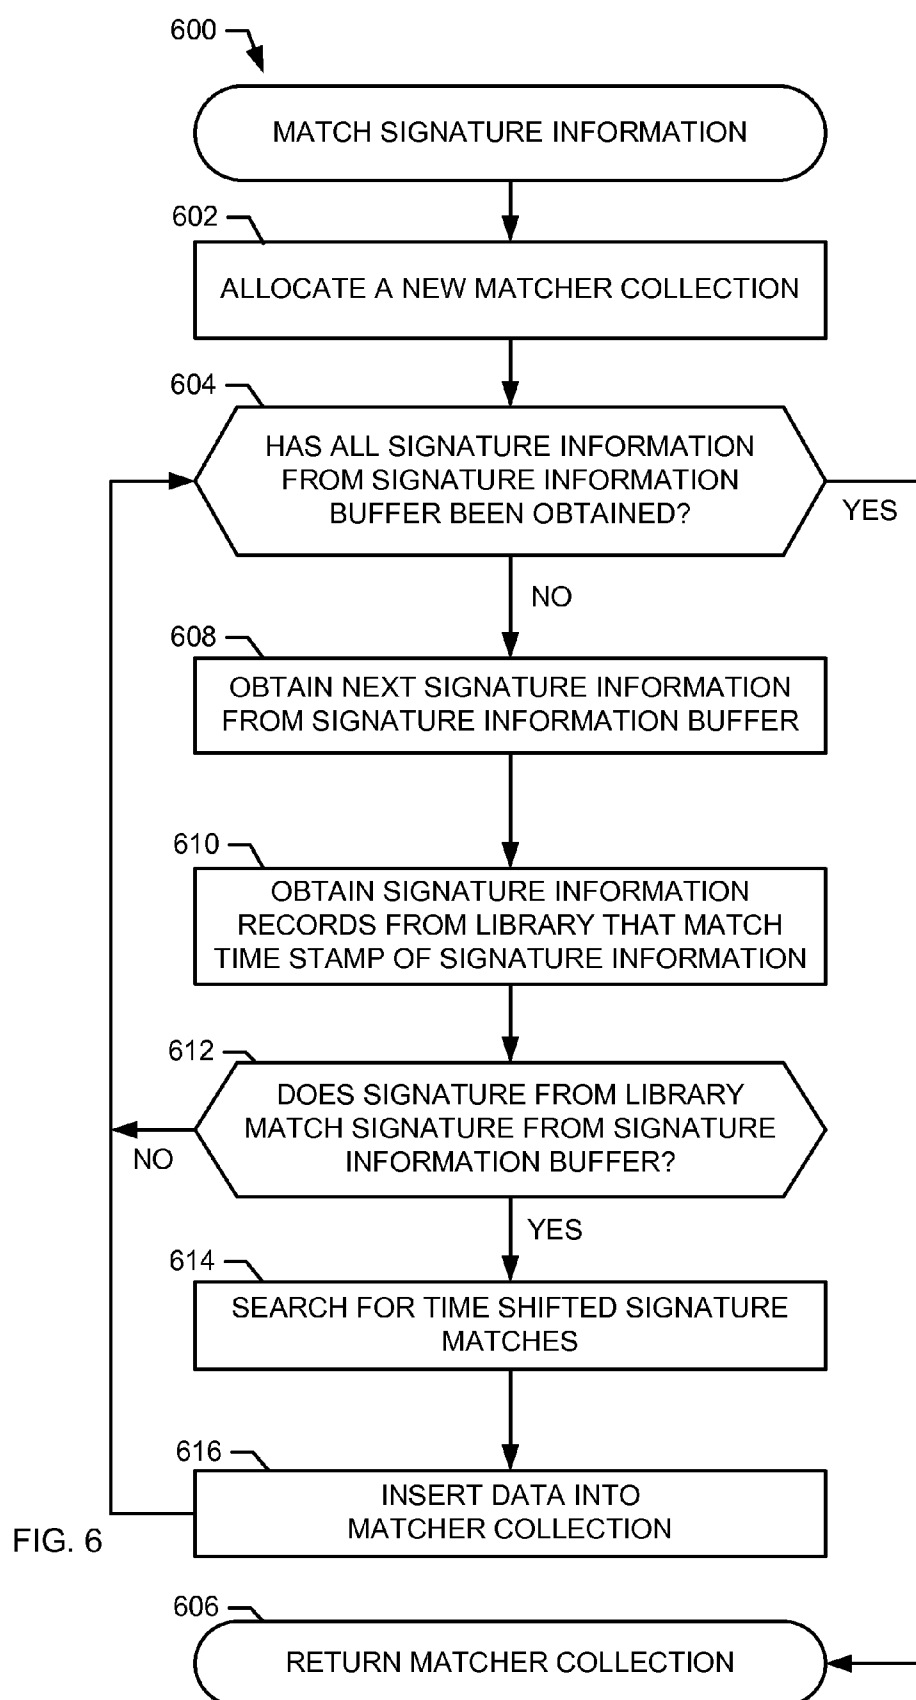 600
MATCH SIGNATURE INFORMATION
602
ALLOCATE A NEW MATCHER COLLECTION
604
HAS ALL SIGNATURE INFORMATION
FROM SIGNATURE INFORMATION
BUFFER BEEN OBTAINED?
YES
NO
608
OBTAIN NEXT SIGNATURE INFORMATION
FROM SIGNATURE INFORMATION BUFFER
610
OBTAIN SIGNATURE INFORMATION
RECORDS FROM LIBRARY THAT MATCH
TIME STAMP OF SIGNATURE INFORMATION
612
DOES SIGNATURE FROM LIBRARY
MATCH SIGNATURE FROM SIGNATURE
INFORMATION BUFFER?
NO
YES
614
SEARCH FOR TIME SHIFTED SIGNATURE
MATCHES
616
INSERT DATA INTO
MATCHER COLLECTION
FIG. 6
606
RETURN MATCHER COLLECTION